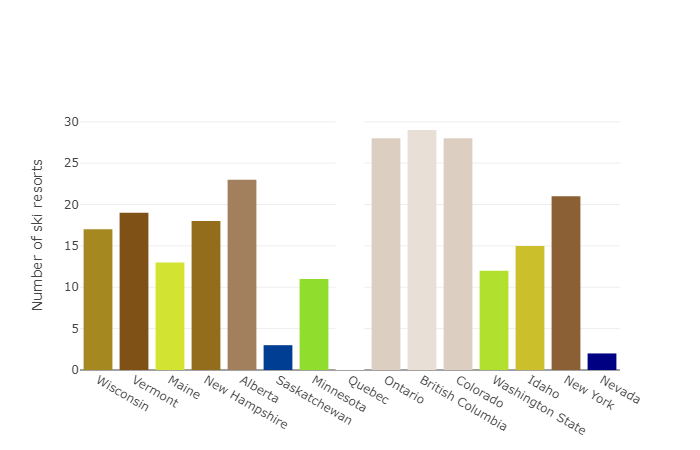 Number of ski resorts
30
25
20
15
10
5
0
Wisconsin
Vermont
Maine
New Hampshire
Alberta
Saskatchewan
Minnesota
Quebec
Ontario
British Columbia
Colorado
Washington State
Idaho
New York
Nevada